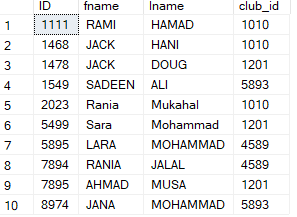 ID fname lname club_id
1 1111 RAMI HAMAD 1010
2 1468 JACK HANI 1010
3 1478 JACK DOUG 1201
4 1549 SADEEN ALI 5893
5 2023 Rania Mukahal 1010
6 5499 Sara Mohammad 1201
7 5895 LARA MOHAMMAD 4589
8 7894 RANIA JALAL 4589
9 7895 AHMAD MUSA 1201
10 8974 JANA MOHAMMAD 5893